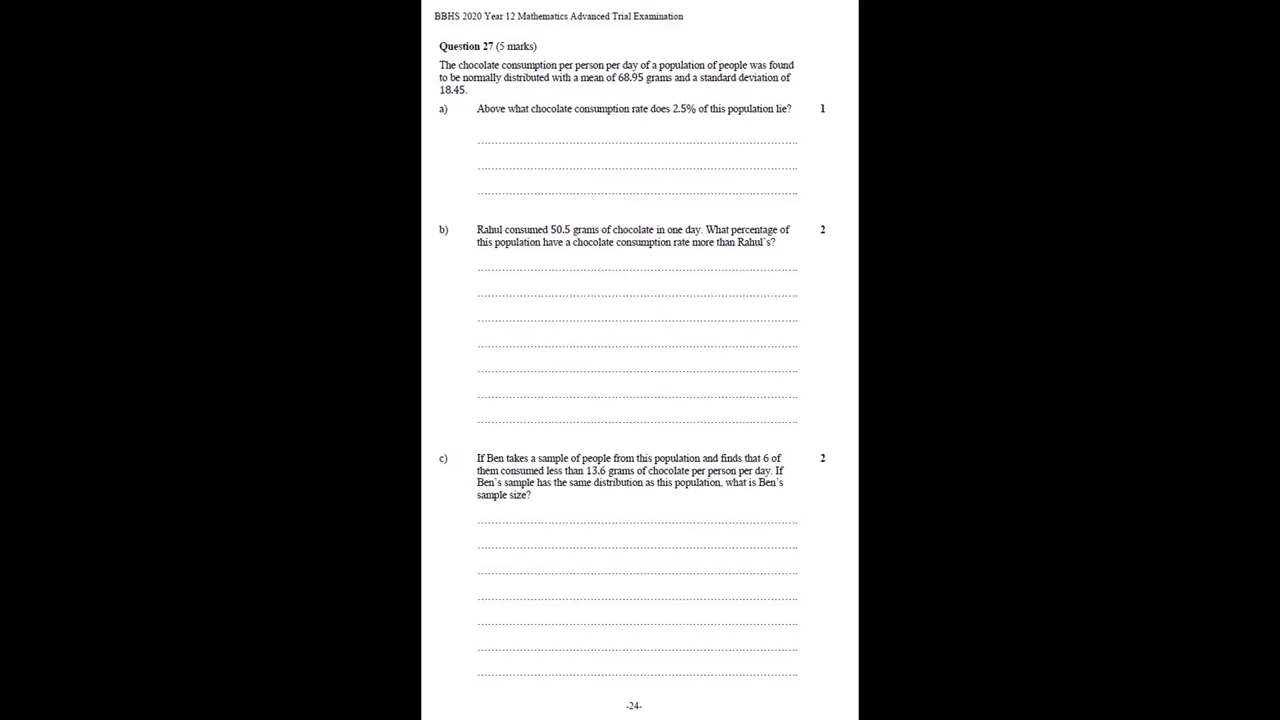 BBHS 2020 Year 12 Mathematics Advanced Trial Examination
Question 27 (5 marks)
The chocolate consumption per person per day of a population of people was found
to be normally distributed with a mean of 68.95 grams and a standard deviation of
18.45.
a) Above what chocolate consumption rate does 2.5% of this population lie? 1
b) Rahul consumed 50.5 grams of chocolate in one day. What percentage of 2
this population have a chocolate consumption rate more than Rahul's?
c) If Ben takes a sample of people from this population and finds that 6 of 2
them consumed less than 13.6 grams of chocolate per person per day. If
Ben's sample has the same distribution as this population, what is Ben's
sample size?
-24-